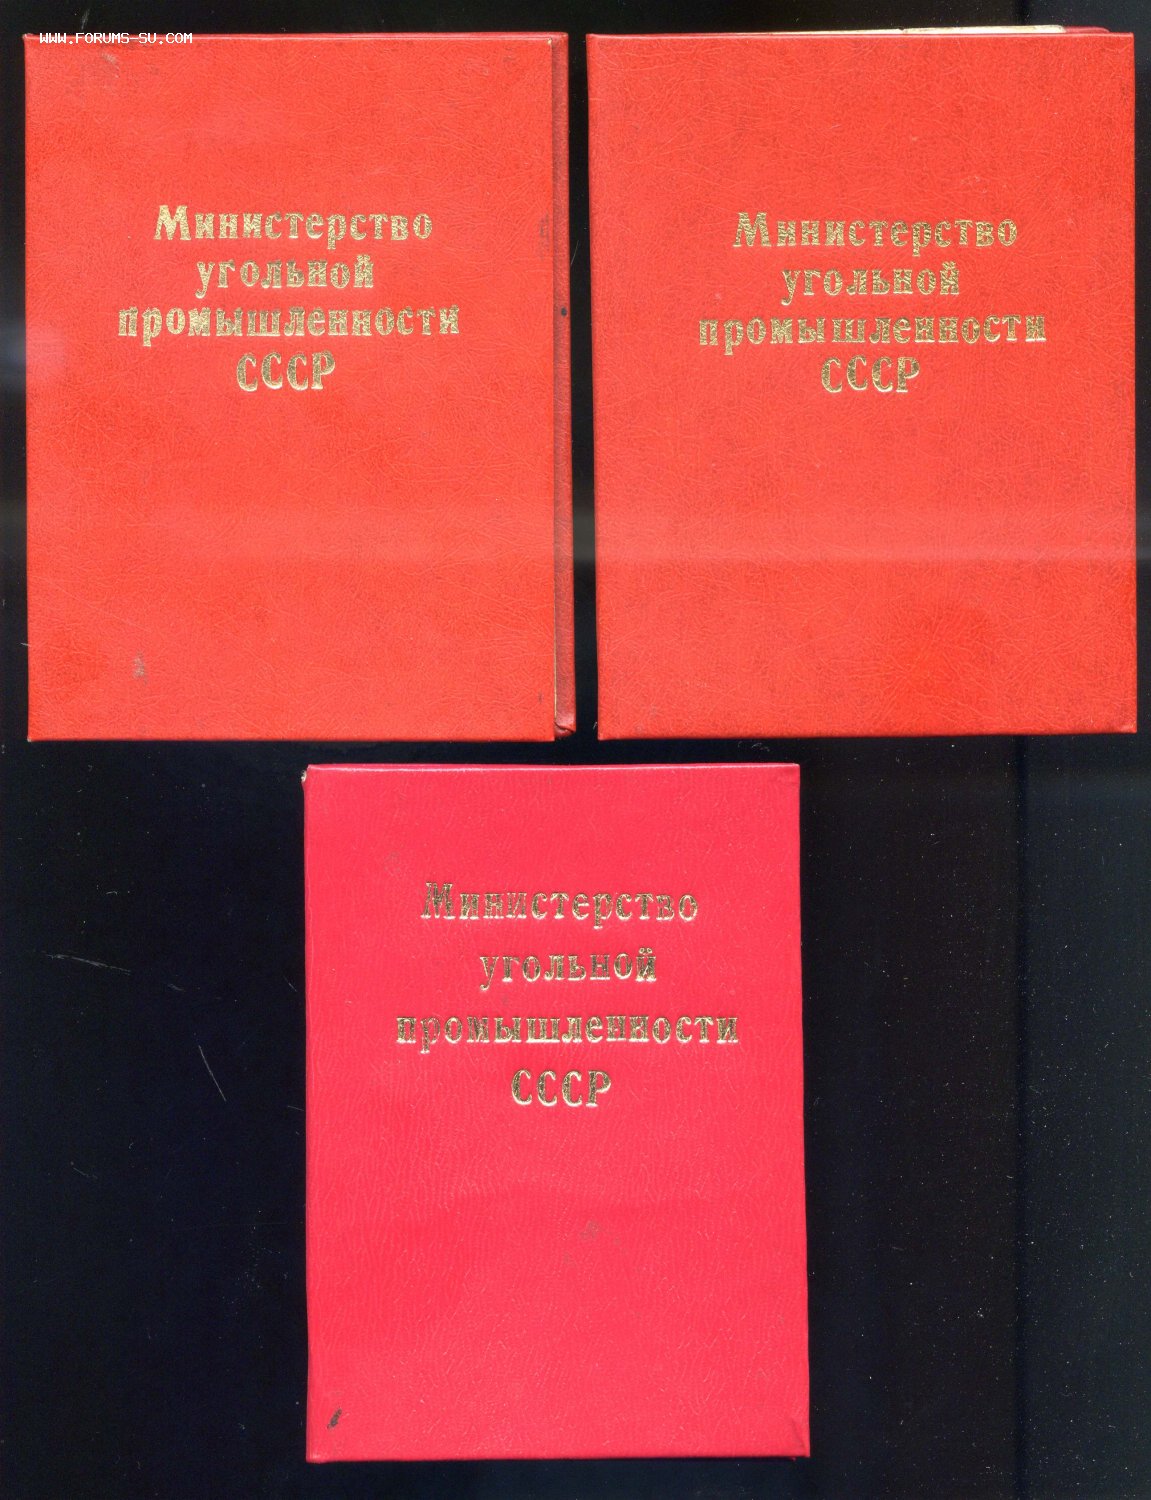 WWW.FORUMS-SU.COM
Министерство
угольной
промышленности
СССР
Министерство
угольной
промышленности
СССР
Министерство
угольной
промышленности
СССР